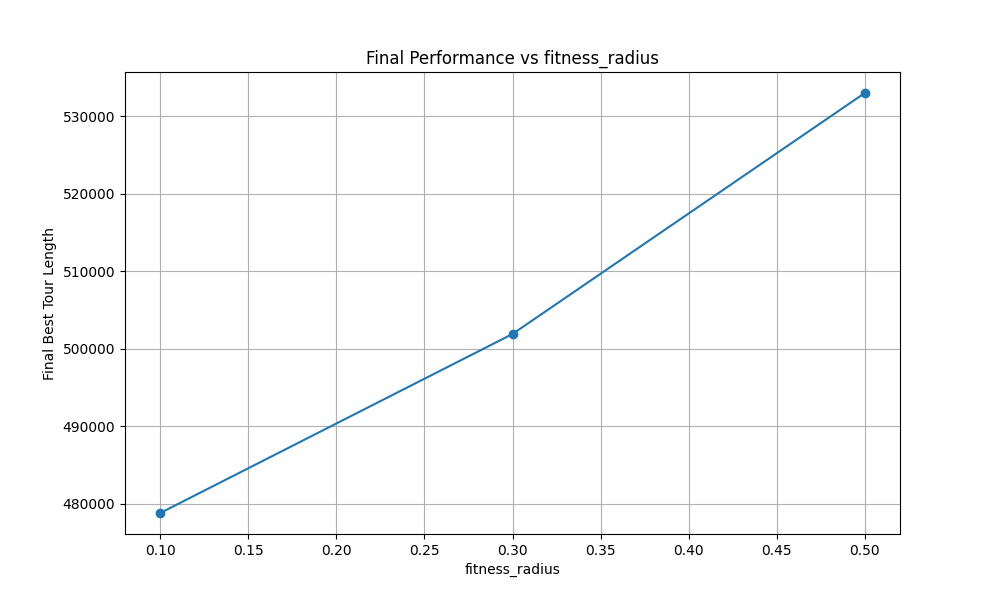 Final Performance vs fitness_radius
Final Best Tour Length
530000
520000
510000
500000
490000
480000
0.10 0.15 0.20 0.25 0.30 0.35 0.40 0.45 0.50
fitness_radius